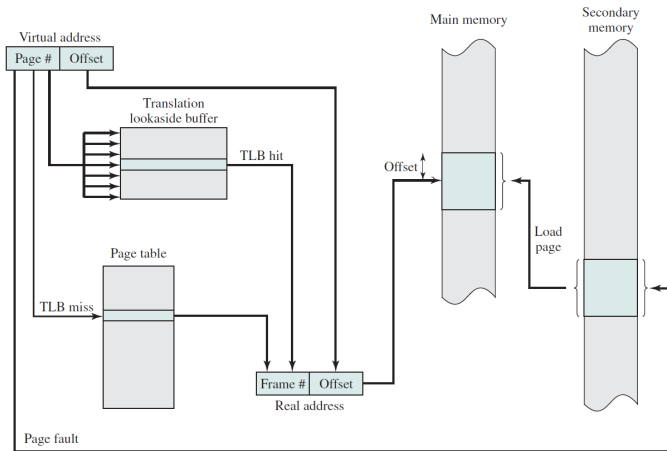 Main memory
Secondary
memory
Virtual address
Page # Offset
Translation
lookaside buffer
TLB hit
Offset
Load
page
Page table
TLB miss
Frame # Offset
Real address
Page fault